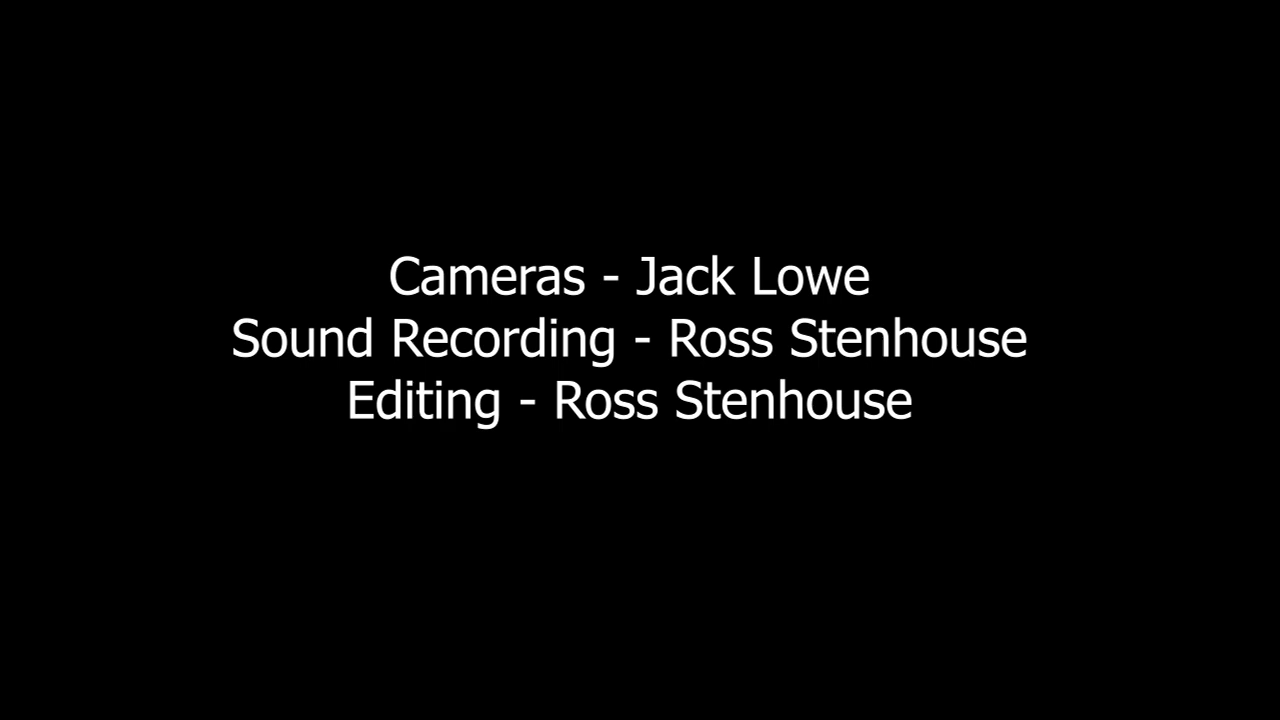 Cameras - Jack Lowe
Sound Recording - Ross Stenhouse
Editing - Ross Stenhouse